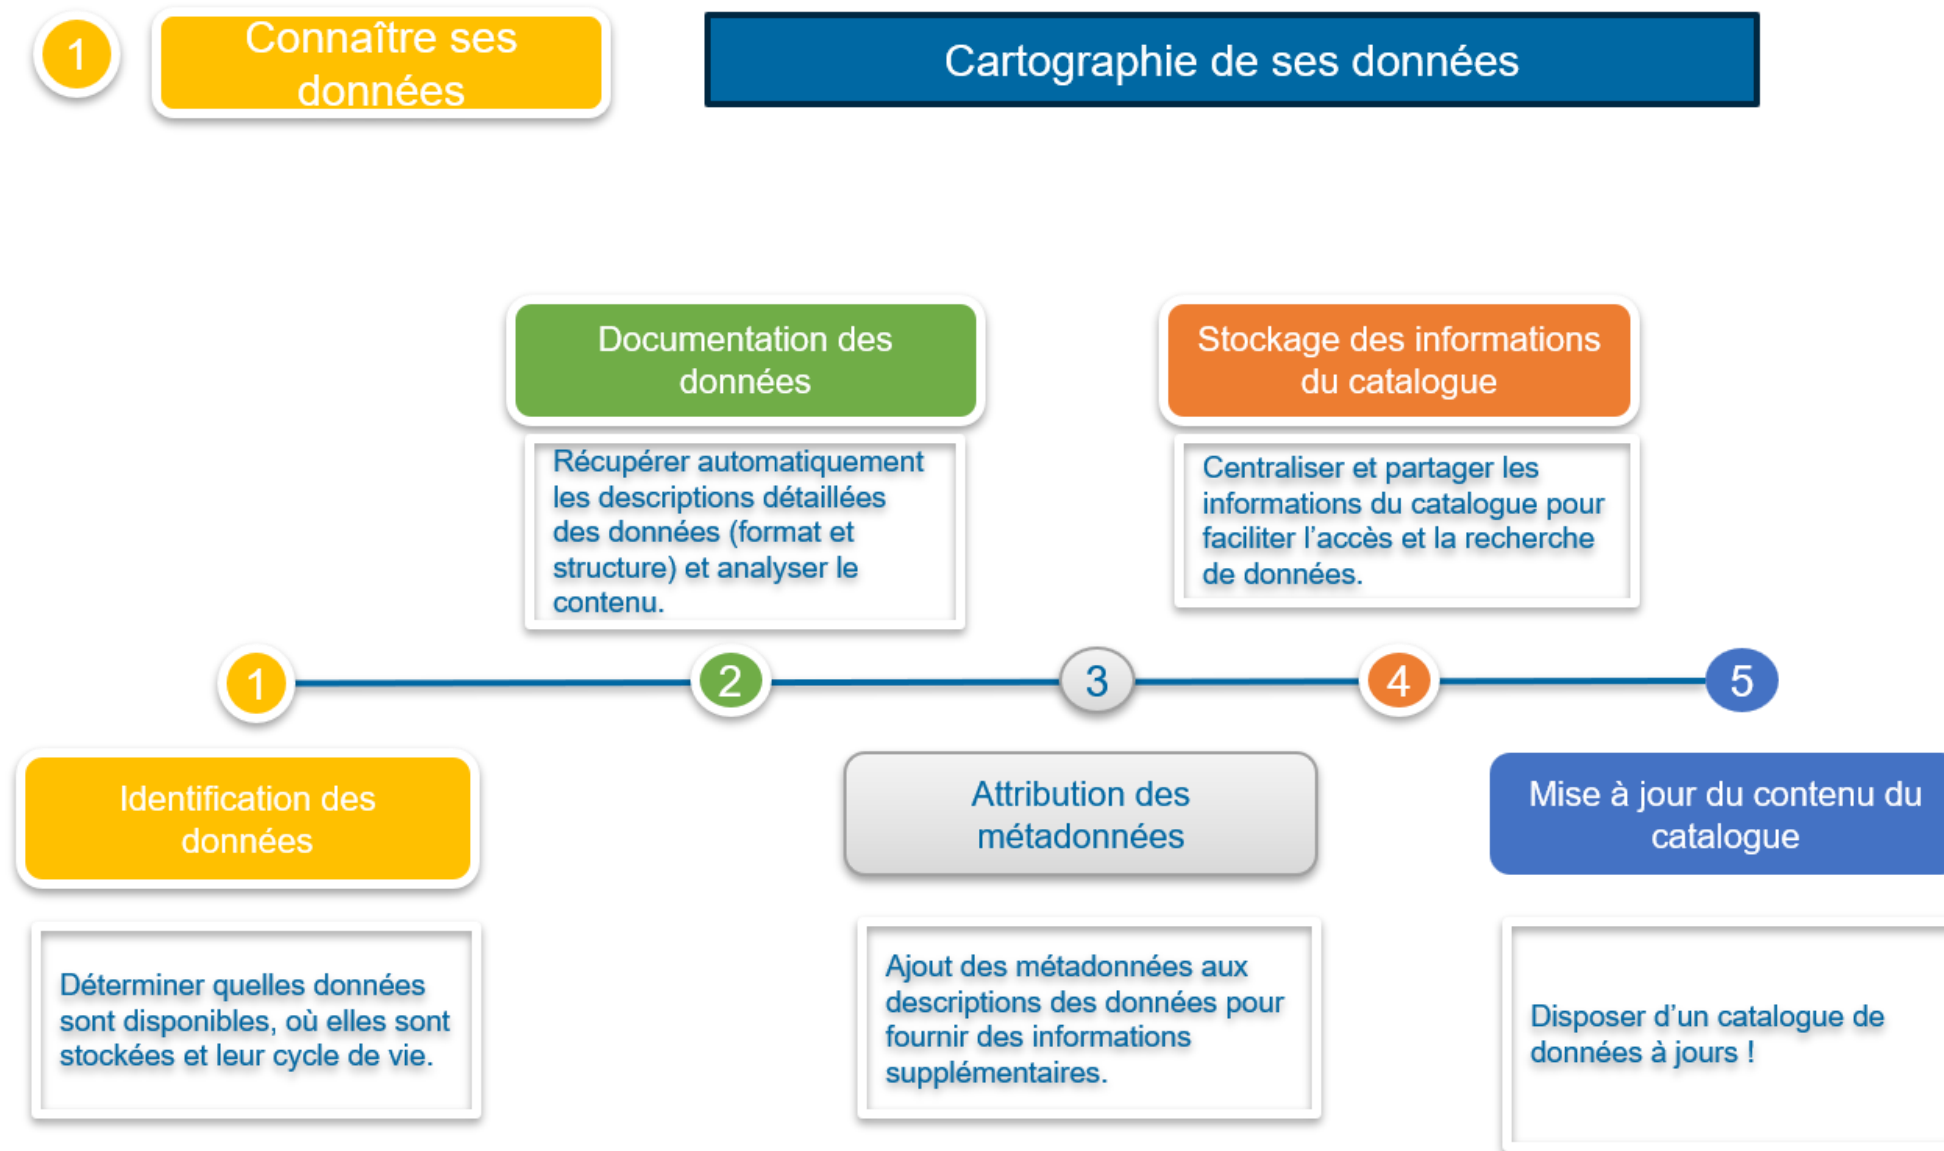 1
Connaître ses
données
Cartographie de ses données
Documentation des
données
Récupérer automatiquement
les descriptions détaillées
des données (format et
structure) et analyser le
contenu.
Stockage des informations
du catalogue
Centraliser et partager les
informations du catalogue pour
faciliter l’accès et la recherche
de données.
1
2
3
4
5
Identification des
données
Déterminer quelles données
sont disponibles, où elles sont
stockées et leur cycle de vie.
Attribution des
métadonnées
Ajout des métadonnées aux
descriptions des données pour
fournir des informations
supplémentaires.
Mise à jour du contenu du
catalogue
Disposer d’un catalogue de
données à jours !